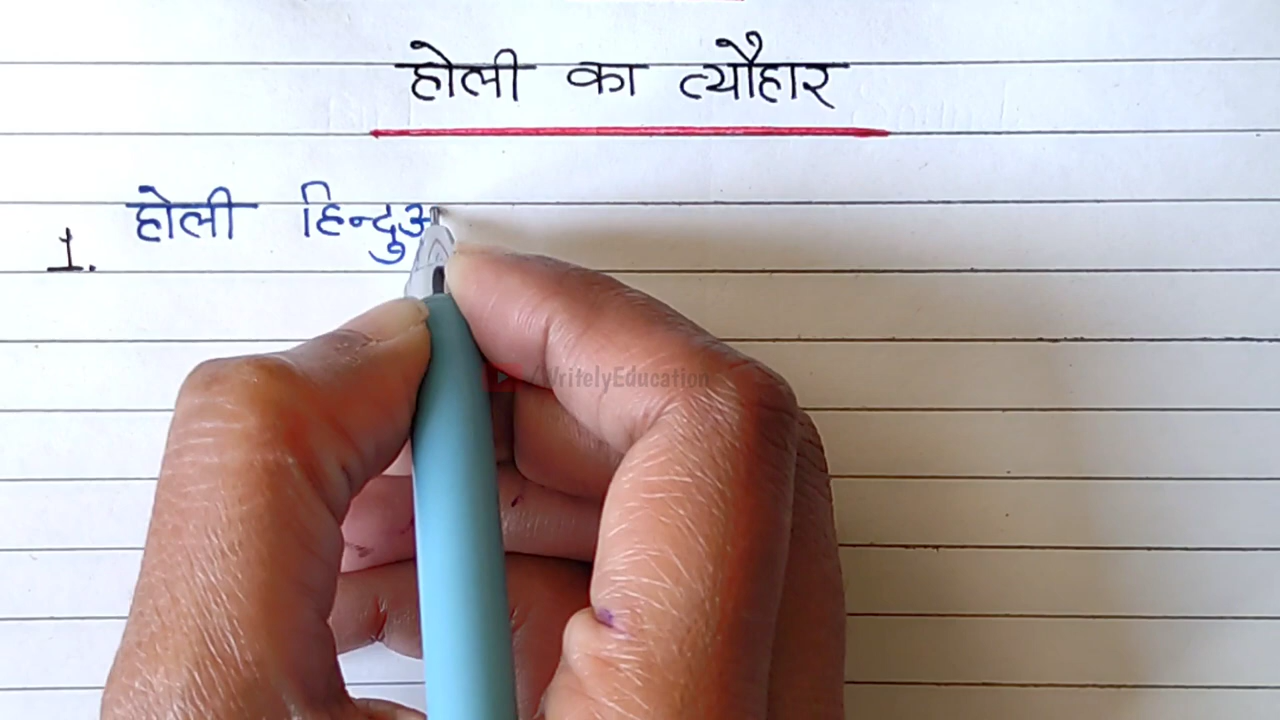 होली का त्यौहार
1. होली हिन्दुअ
/WritelyEducation